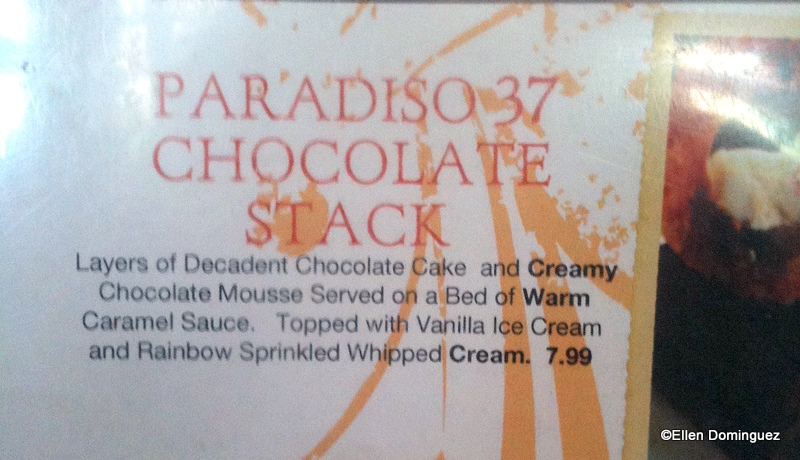 PARADISO 37
CHOCOLATE
STACK
Layers of Decadent Chocolate Cake and Creamy
Chocolate Mousse Served on a Bed of Warm
Caramel Sauce. Topped with Vanilla Ice Cream
and Rainbow Sprinkled Whipped Cream. 7.99
©Ellen Dominguez